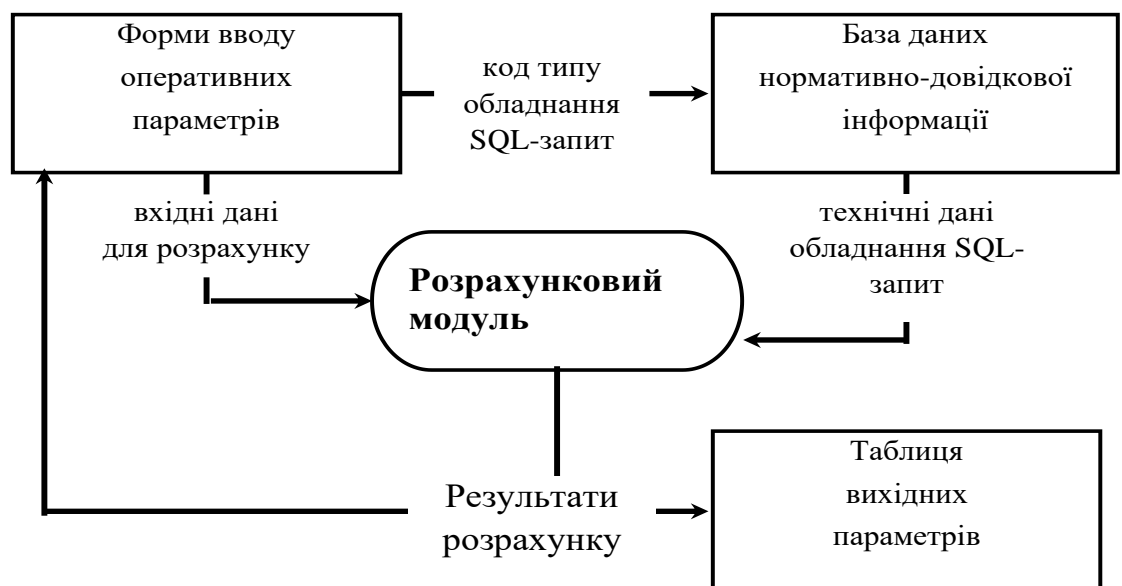 Форми вводу
оперативних
параметрів
код типу
обладнання
SQL-запит
База даних
нормативно-довідкової
інформації
вхідні дані
для розрахунку
технічні дані
обладнання SQL-
запит
Розрахунковий
модуль
Результати
розрахунку
Таблиця
вихідних
параметрів